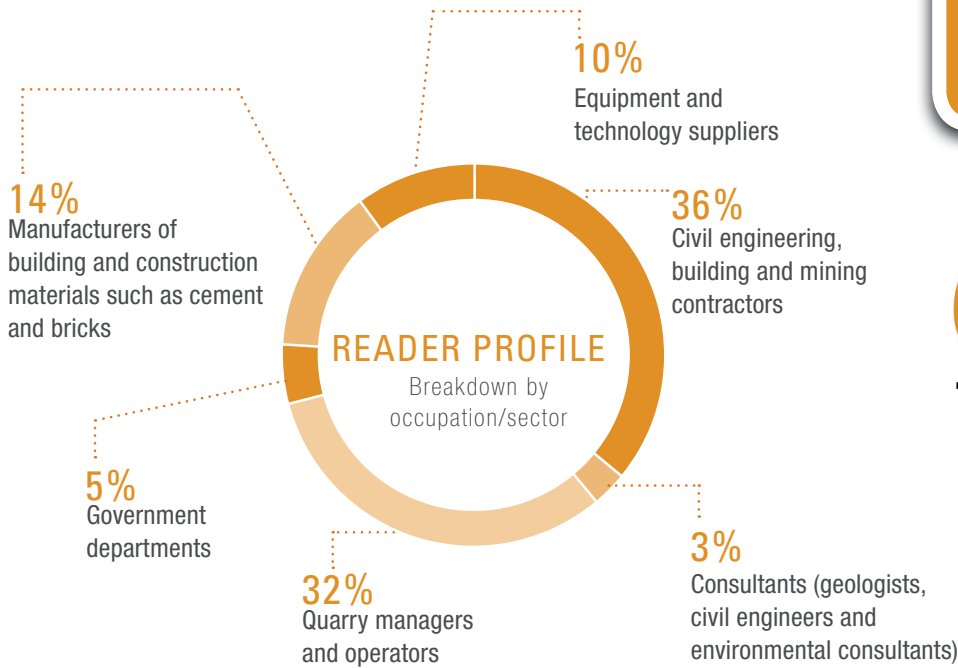 10%
Equipment and
technology suppliers
14%
Manufacturers of
building and construction
materials such as cement
and bricks
36%
Civil engineering,
building and mining
contractors
READER PROFILE
Breakdown by
occupation/sector
5%
Government
departments
32%
Quarry managers
and operators
3%
Consultants (geologists,
civil engineers and
environmental consultants)